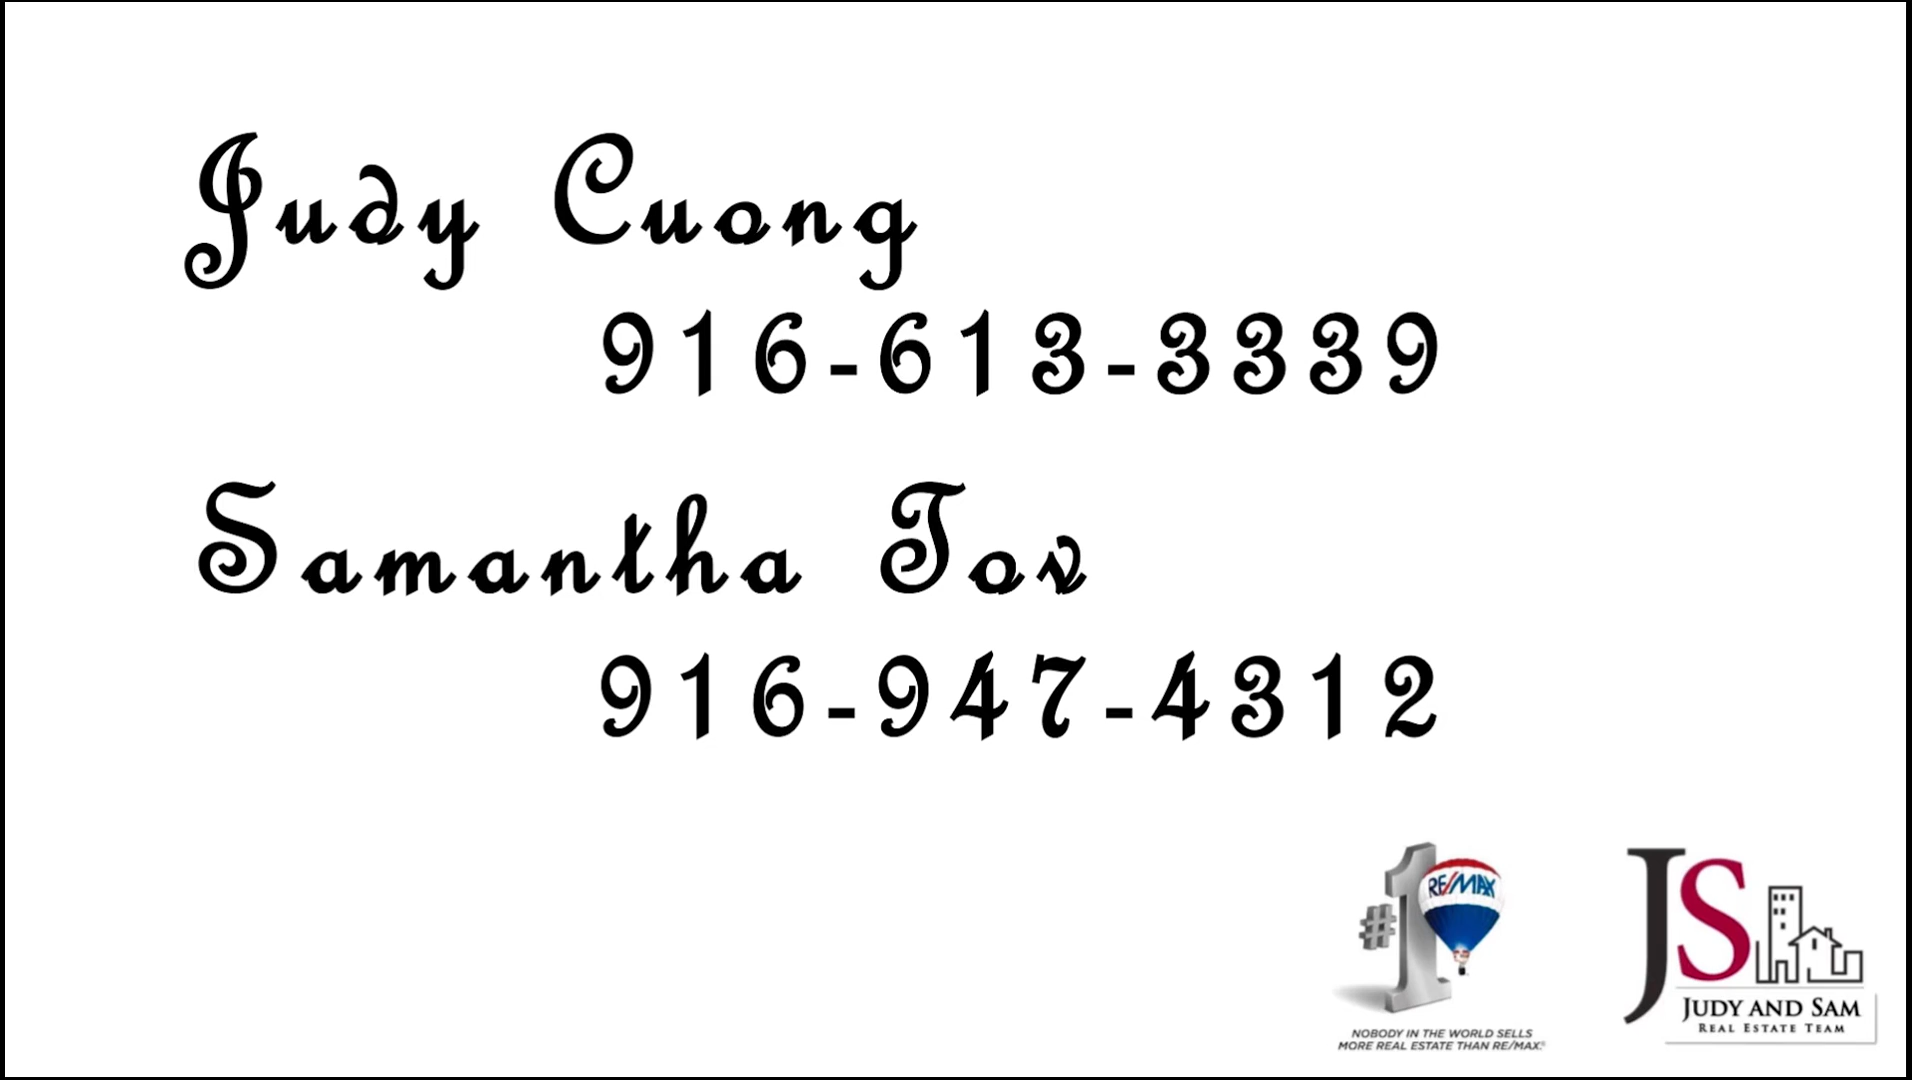 Judy Cuong
916-613-3339
Samantha Tov
916-947-4312
#1
RE/MAX
NOBODY IN THE WORLD SELLS
MORE REAL ESTATE THAN RE/MAX.®
JS
JUDY AND SAM
REAL ESTATE TEAM